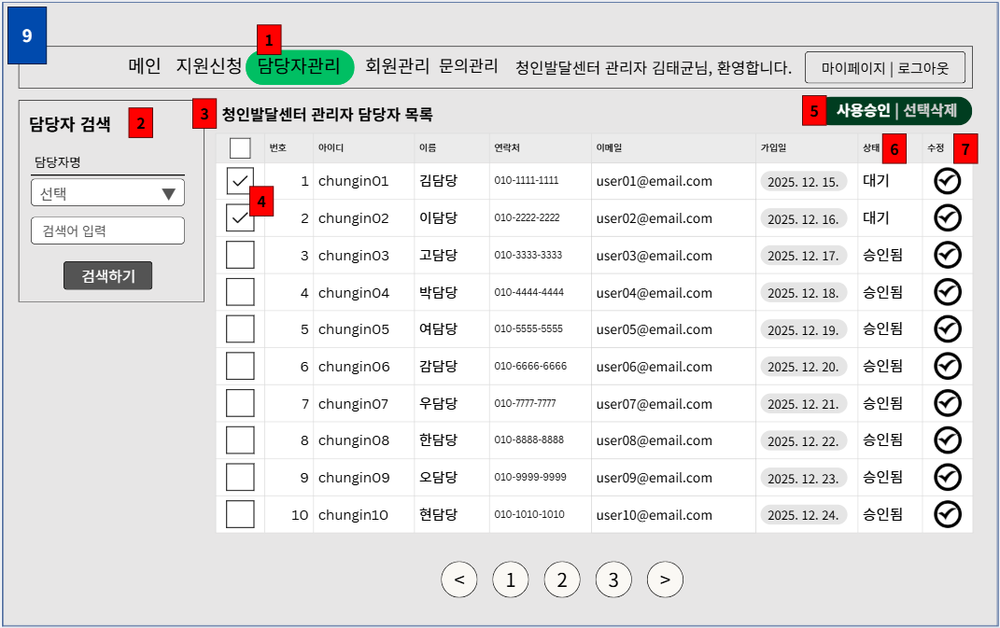 9
1
메인 지원신청 담당자관리 회원관리 문의관리 청인발달센터 관리자 김태균님, 환영합니다. 마이페이지 | 로그아웃
담당자 검색 2
담당자명
선택 ▼
검색어 입력
검색하기
3 청인발달센터 관리자 담당자 목록
5 사용승인 | 선택삭제
번호 아이디 이름 연락처 이메일 가입일 상태 6 수정 7
1 chungin01 김담당 010-1111-1111 user01@email.com 2025. 12. 15. 대기
4
2 chungin02 이담당 010-2222-2222 user02@email.com 2025. 12. 16. 대기
3 chungin03 고담당 010-3333-3333 user03@email.com 2025. 12. 17. 승인됨
4 chungin04 박담당 010-4444-4444 user04@email.com 2025. 12. 18. 승인됨
5 chungin05 여담당 010-5555-5555 user05@email.com 2025. 12. 19. 승인됨
6 chungin06 감담당 010-6666-6666 user06@email.com 2025. 12. 20. 승인됨
7 chungin07 우담당 010-7777-7777 user07@email.com 2025. 12. 21. 승인됨
8 chungin08 한담당 010-8888-8888 user08@email.com 2025. 12. 22. 승인됨
9 chungin09 오담당 010-9999-9999 user09@email.com 2025. 12. 23. 승인됨
10 chungin10 현담당 010-1010-1010 user10@email.com 2025. 12. 24. 승인됨
< 1 2 3 >